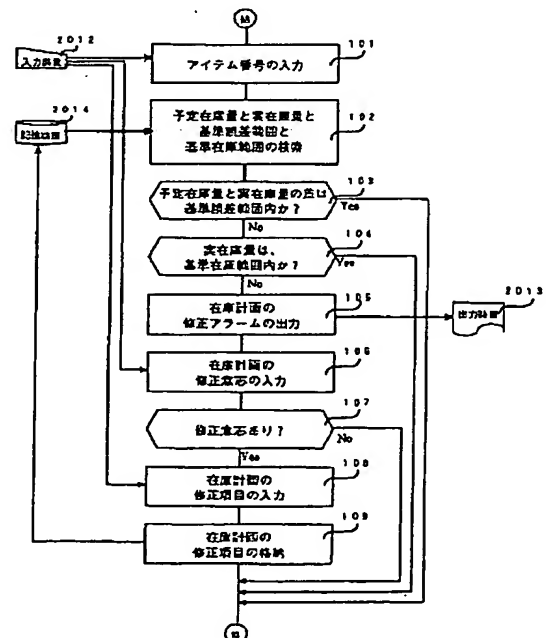 2012
入力装置
101
アイテム番号の入力
2014
記憶装置
予定在庫量と実在庫量と
基準誤差範囲と
基準在庫範囲の検索
102
予定在庫量と実在庫量の差は
基準誤差範囲内か?
103
Yes
No
104
実在庫量は、
基準在庫範囲内か?
Yes
No
105
在庫計画の
修正アラームの出力
2013
出力装置
106
在庫計画の
修正意志の入力
107
修正意志あり?
No
Yes
108
在庫計画の
修正項目の入力
109
在庫計画の
修正項目の格納